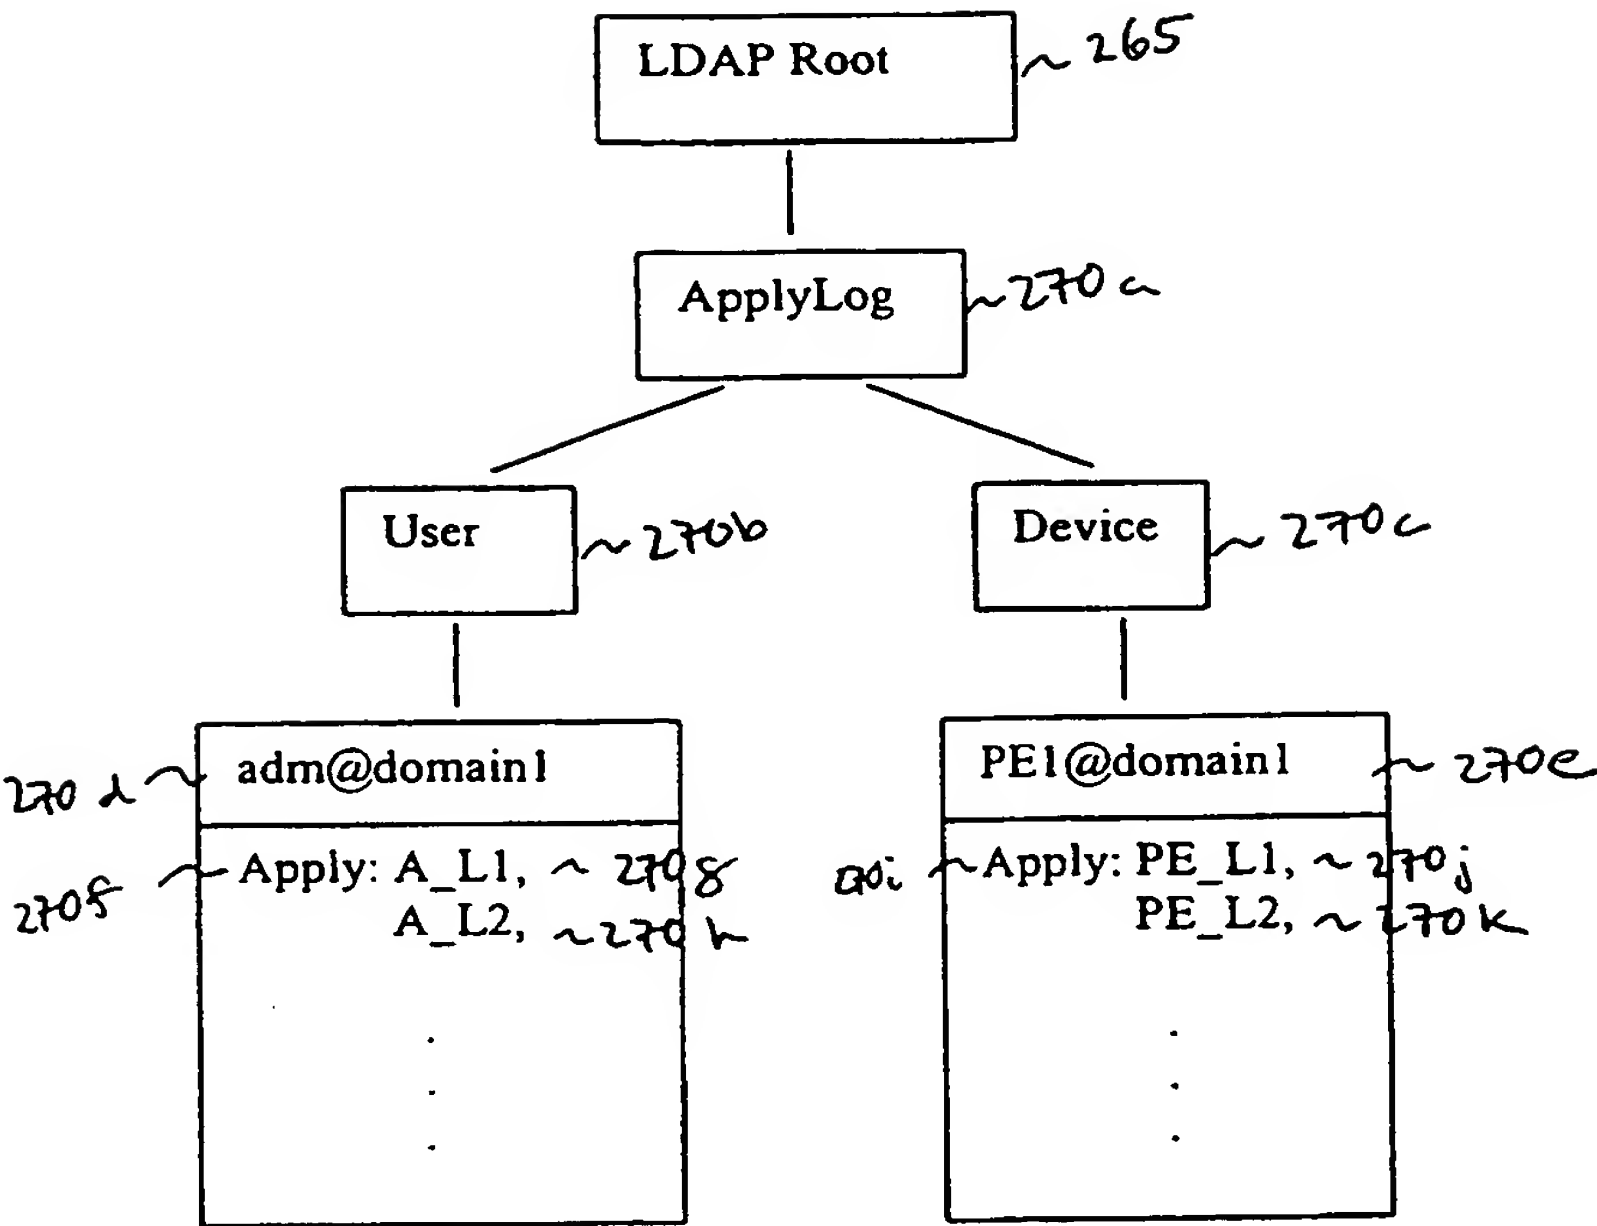 LDAP Root ~ 265
ApplyLog ~ 270a
User ~ 270b
Device ~ 270c
270d ~ adm@domain1
PE1@domain1 ~ 270e
270f ~ Apply: A_L1, ~ 270g
A_L2, ~ 270h
270i ~ Apply: PE_L1, ~ 270j
PE_L2, ~ 270k